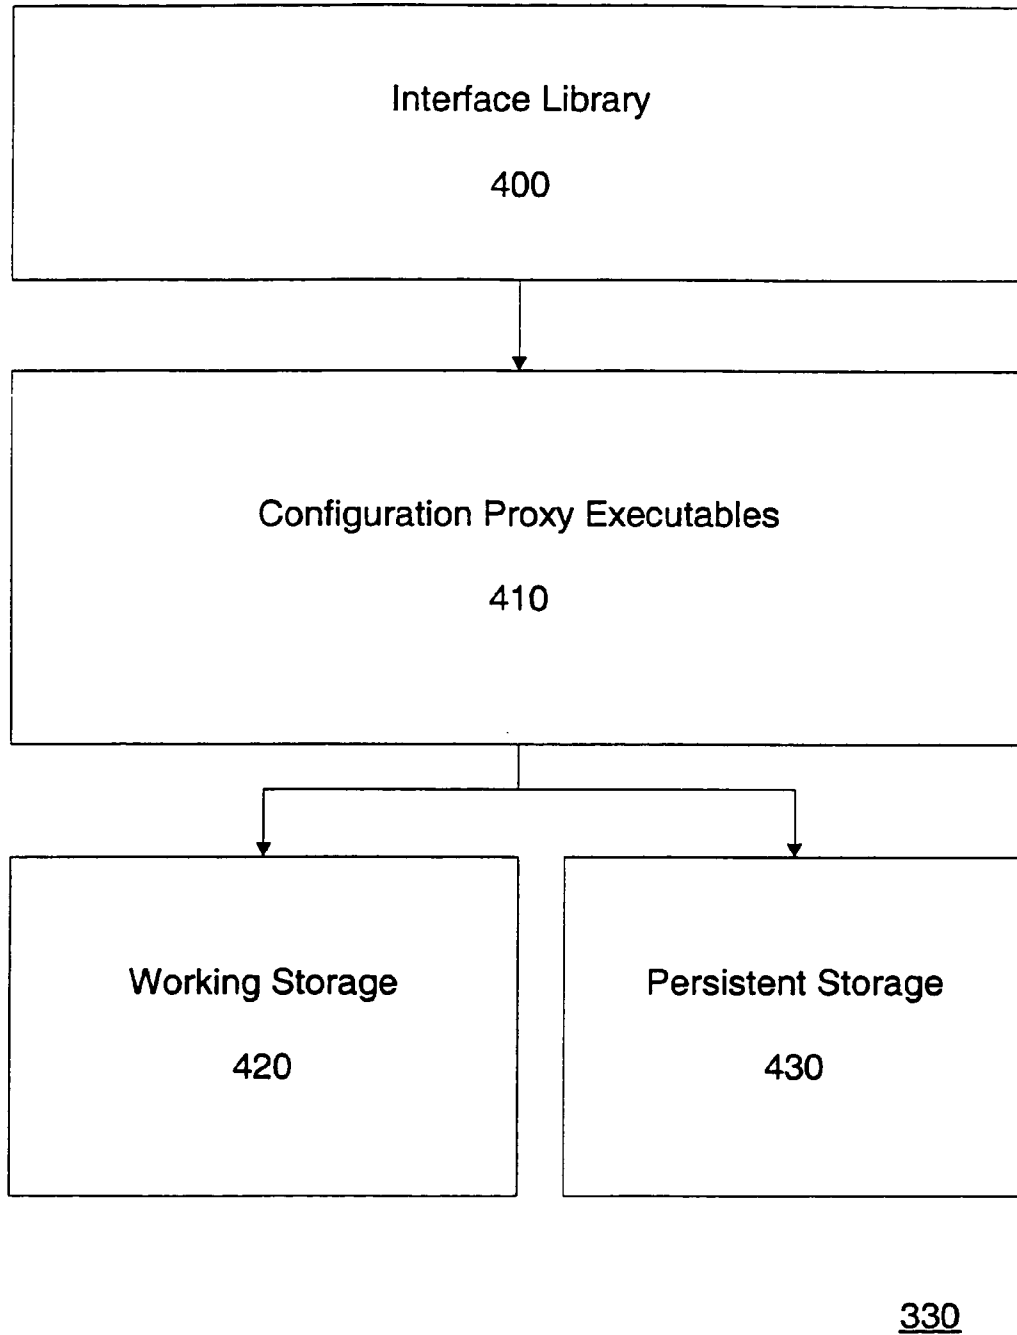 Interface Library
400
Configuration Proxy Executables
410
Working Storage
420
Persistent Storage
430
330